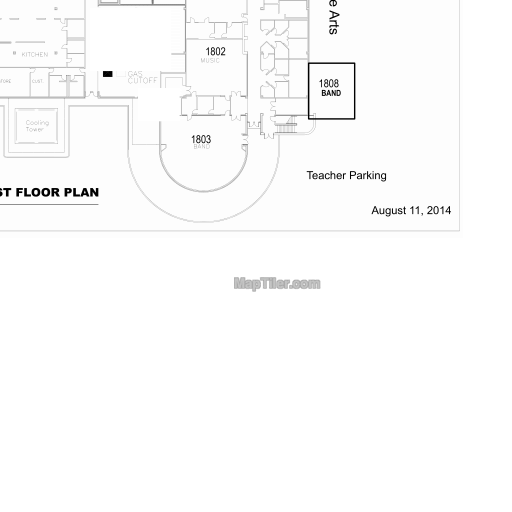 e Arts
1802
MUSIC
KITCHEN
GAS
CUTOFF
1808
BAND
Cooling
Tower
1803
BAND
Teacher Parking
ST FLOOR PLAN
August 11, 2014
MapTiler.com